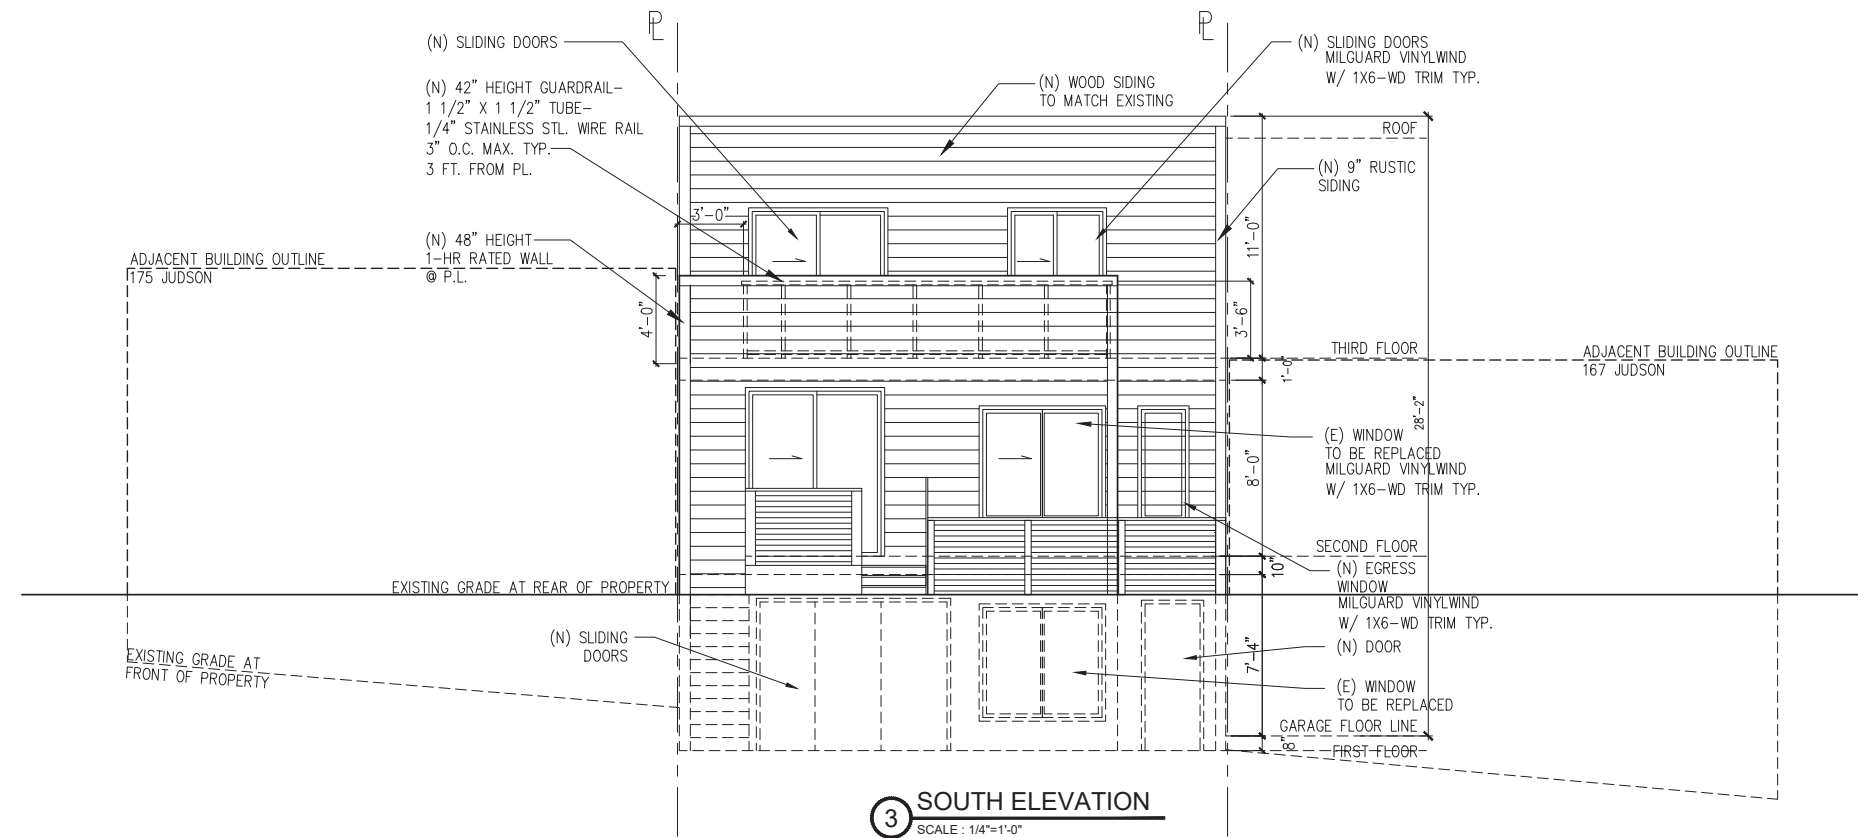 PL
PL
(N) SLIDING DOORS
(N) 42" HEIGHT GUARDRAIL-
1 1/2" X 1 1/2" TUBE-
1/4" STAINLESS STL. WIRE RAIL
3" O.C. MAX. TYP.
3 FT. FROM PL.
(N) WOOD SIDING
TO MATCH EXISTING
(N) SLIDING DOORS
MILGUARD VINYLWIND
W/ 1X6-WD TRIM TYP.
ROOF
(N) 9" RUSTIC
SIDING
3'-0"
(N) 48" HEIGHT
1-HR RATED WALL
@ P.L.
ADJACENT BUILDING OUTLINE
175 JUDSON
11'-0"
4'-0"
3'-6"
THIRD FLOOR
1'-0"
ADJACENT BUILDING OUTLINE
167 JUDSON
28'-2"
(E) WINDOW
TO BE REPLACED
MILGUARD VINYLWIND
W/ 1X6-WD TRIM TYP.
8'-0"
SECOND FLOOR
10"
(N) EGRESS
WINDOW
MILGUARD VINYLWIND
W/ 1X6-WD TRIM TYP.
EXISTING GRADE AT REAR OF PROPERTY
(N) SLIDING
DOORS
(N) DOOR
7'-4"
EXISTING GRADE AT
FRONT OF PROPERTY
(E) WINDOW
TO BE REPLACED
GARAGE FLOOR LINE
8"
FIRST FLOOR
3 SOUTH ELEVATION
SCALE : 1/4"=1'-0"